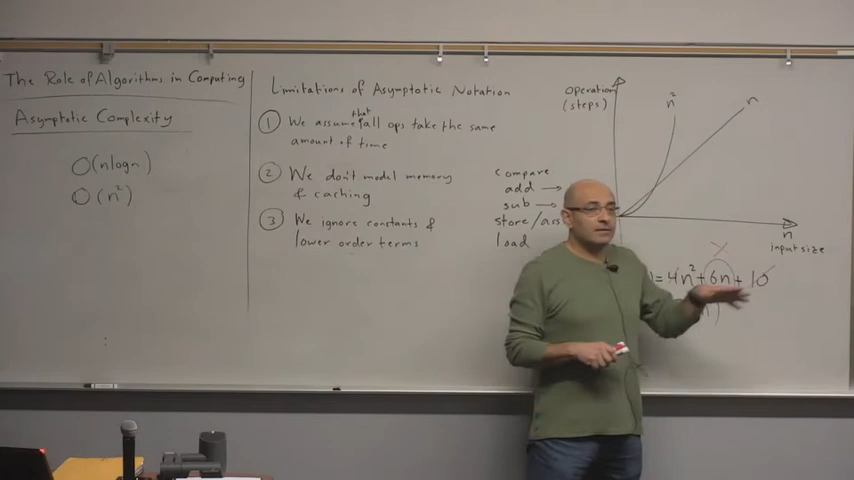 The Role of Algorithms in Computing
Asymptotic Complexity
O(nlogn)
O(n²)
Limitations of Asymptotic Notation
① We assume that all ops take the same
amount of time
② We don't model memory
& caching
③ We ignore constants &
lower order terms
compare
add →
sub →
store/ass
load
operation
(steps)
n²
n
n
input size
= 4n² + 6n + 10
n)